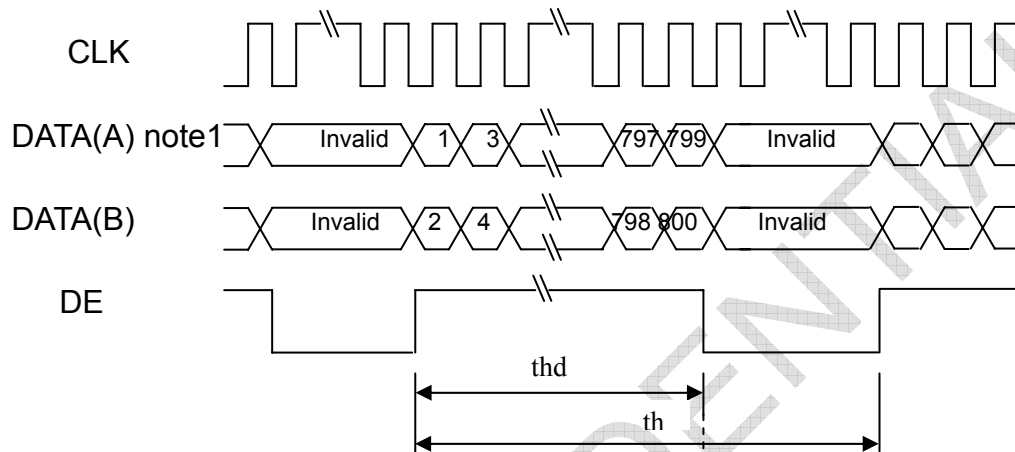 CLK
DATA(A) note1 Invalid 1 3 797 799 Invalid
DATA(B) Invalid 2 4 798 800 Invalid
DE
thd
th
DENTIAL